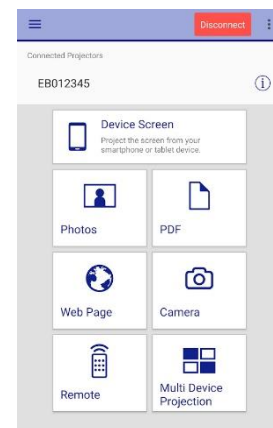 Disconnect
Connected Projectors
EB012345
Device Screen
Project the screen from your
smartphone or tablet device.
Photos
PDF
Web Page
Camera
Remote
Multi Device
Projection